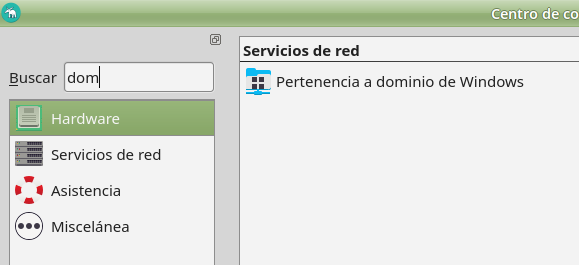 Centro de co
Buscar dom
Hardware
Servicios de red
Asistencia
Miscelánea
Servicios de red
Pertenencia a dominio de Windows